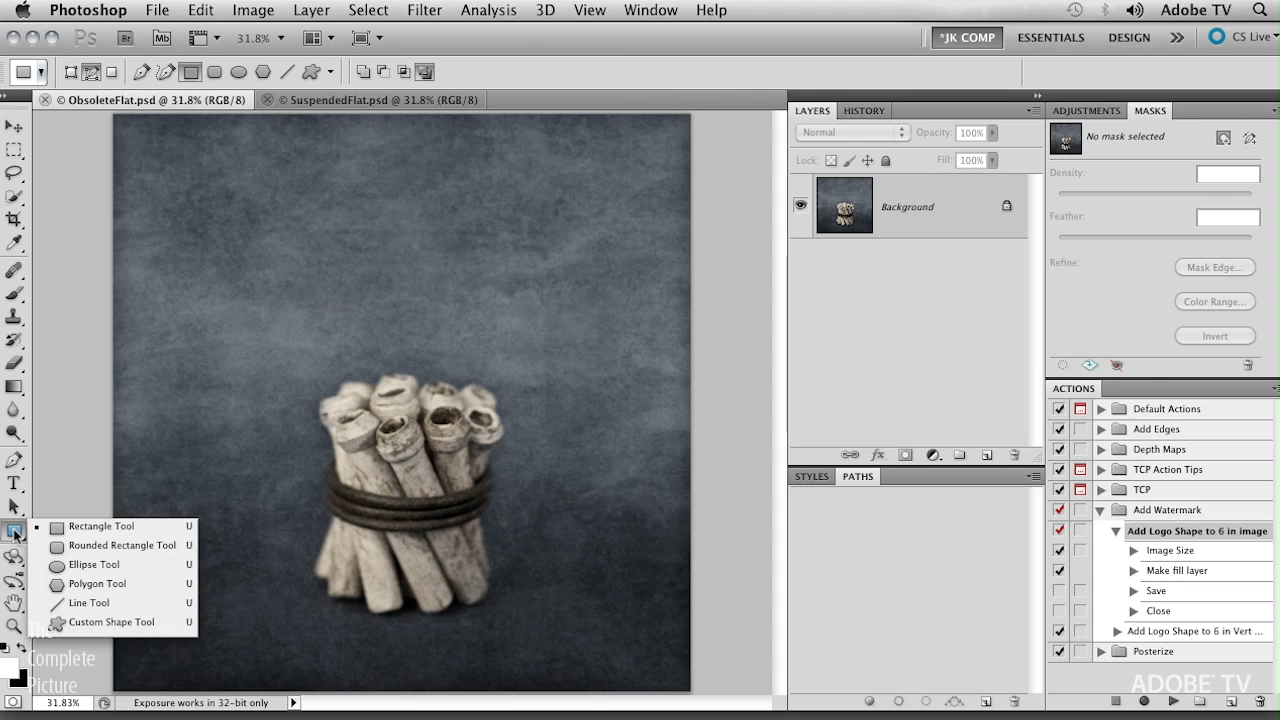 Photoshop File Edit Image Layer Select Filter Analysis 3D View Window Help Adobe TV
Ps Br Mb 31.8% *JK COMP ESSENTIALS DESIGN CS Live
© ObsoleteFlat.psd @ 31.8% (RGB/8) © SuspendedFlat.psd @ 31.8% (RGB/8)
LAYERS HISTORY
Normal Opacity: 100%
Lock: Fill: 100%
Background
ADJUSTMENTS MASKS
No mask selected
Density:
Feather:
Refine: Mask Edge...
Color Range...
Invert
STYLES PATHS
ACTIONS
Default Actions
Add Edges
Depth Maps
TCP Action Tips
TCP
Add Watermark
Add Logo Shape to 6 in image
Image Size
Make fill layer
Save
Close
Add Logo Shape to 6 in Vert ...
Posterize
T
Rectangle Tool U
Rounded Rectangle Tool U
Ellipse Tool U
Polygon Tool U
Line Tool U
Custom Shape Tool U
The
Complete
Picture
ADOBE® TV
31.83% Exposure works in 32-bit only